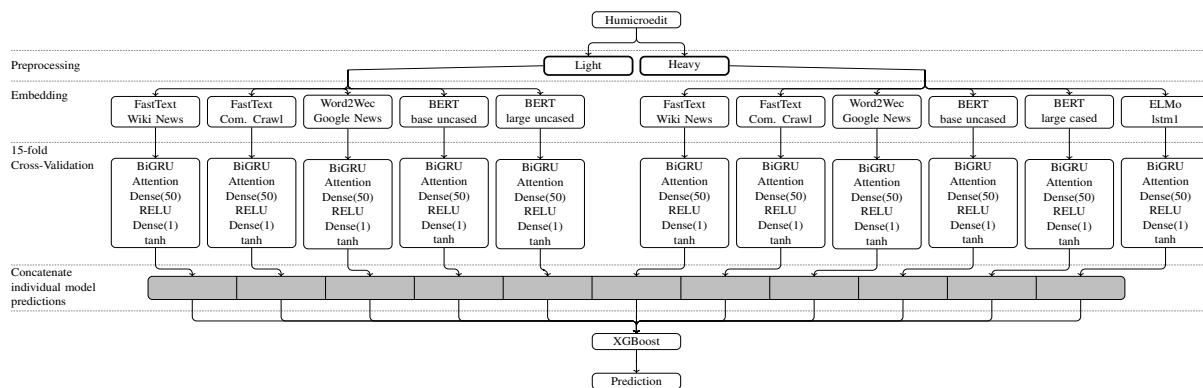 Humicroedit
Preprocessing
Light
Heavy
Embedding
FastText
Wiki News
FastText
Com. Crawl
Word2Wec
Google News
BERT
base uncased
BERT
large uncased
FastText
Wiki News
FastText
Com. Crawl
Word2Wec
Google News
BERT
base uncased
BERT
large cased
ELMo
lstm1
15-fold
Cross-Validation
BiGRU
Attention
Dense(50)
RELU
Dense(1)
tanh
BiGRU
Attention
Dense(50)
RELU
Dense(1)
tanh
BiGRU
Attention
Dense(50)
RELU
Dense(1)
tanh
BiGRU
Attention
Dense(50)
RELU
Dense(1)
tanh
BiGRU
Attention
Dense(50)
RELU
Dense(1)
tanh
BiGRU
Attention
Dense(50)
RELU
Dense(1)
tanh
BiGRU
Attention
Dense(50)
RELU
Dense(1)
tanh
BiGRU
Attention
Dense(50)
RELU
Dense(1)
tanh
BiGRU
Attention
Dense(50)
RELU
Dense(1)
tanh
BiGRU
Attention
Dense(50)
RELU
Dense(1)
tanh
BiGRU
Attention
Dense(50)
RELU
Dense(1)
tanh
Concatenate
individual model
predictions
XGBoost
Prediction